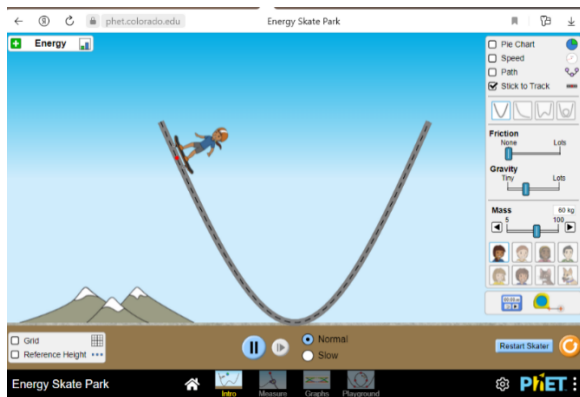 phet.colorado.edu
Energy Skate Park
Energy
Pie Chart
Speed
Path
Stick to Track
Friction
None Lots
Gravity
Tiny Lots
Mass
60 kg
5 100
Grid
Reference Height
Normal
Slow
Restart Skater
Energy Skate Park
Intro
Measure
Graphs
Playground
PhET